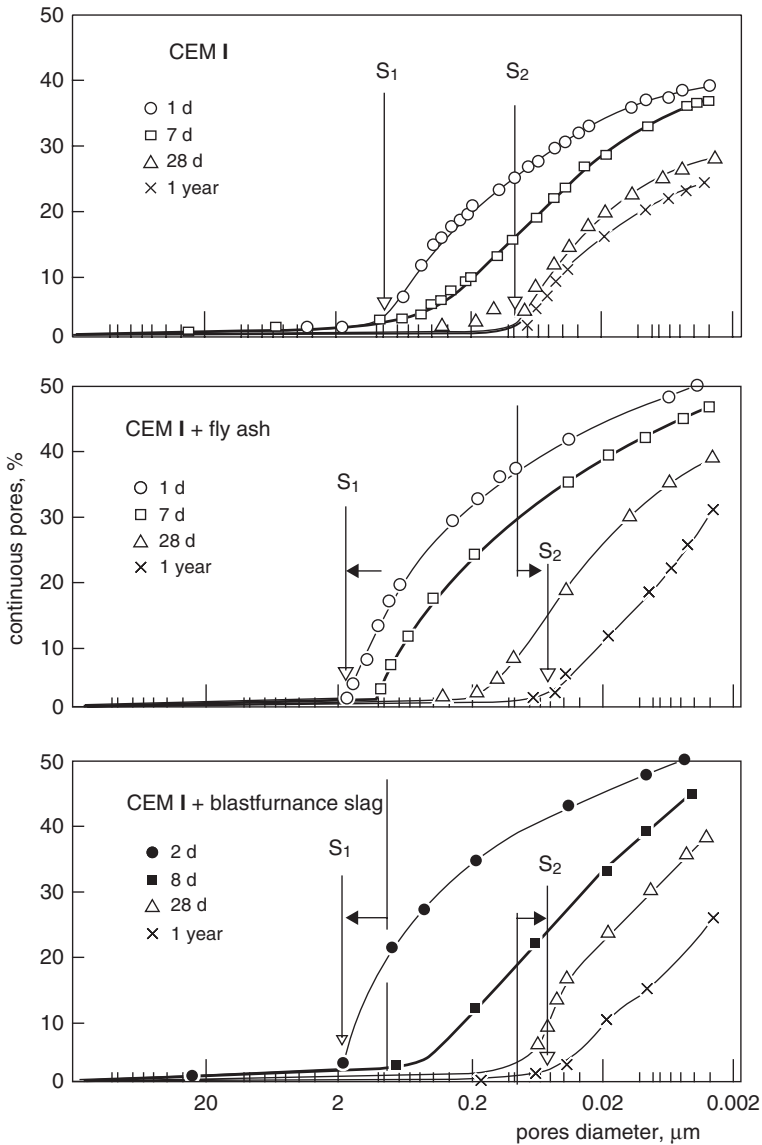 50
40
30
20
10
0
CEM I
1 d
7 d
28 d
1 year
S1
S2
continuous pores, %
50
40
30
20
10
0
CEM I + fly ash
1 d
7 d
28 d
1 year
S1
S2
50
40
30
20
10
0
CEM I + blastfurnance slag
2 d
8 d
28 d
1 year
S1
S2
20 2 0.2 0.02 0.002
pores diameter, μm